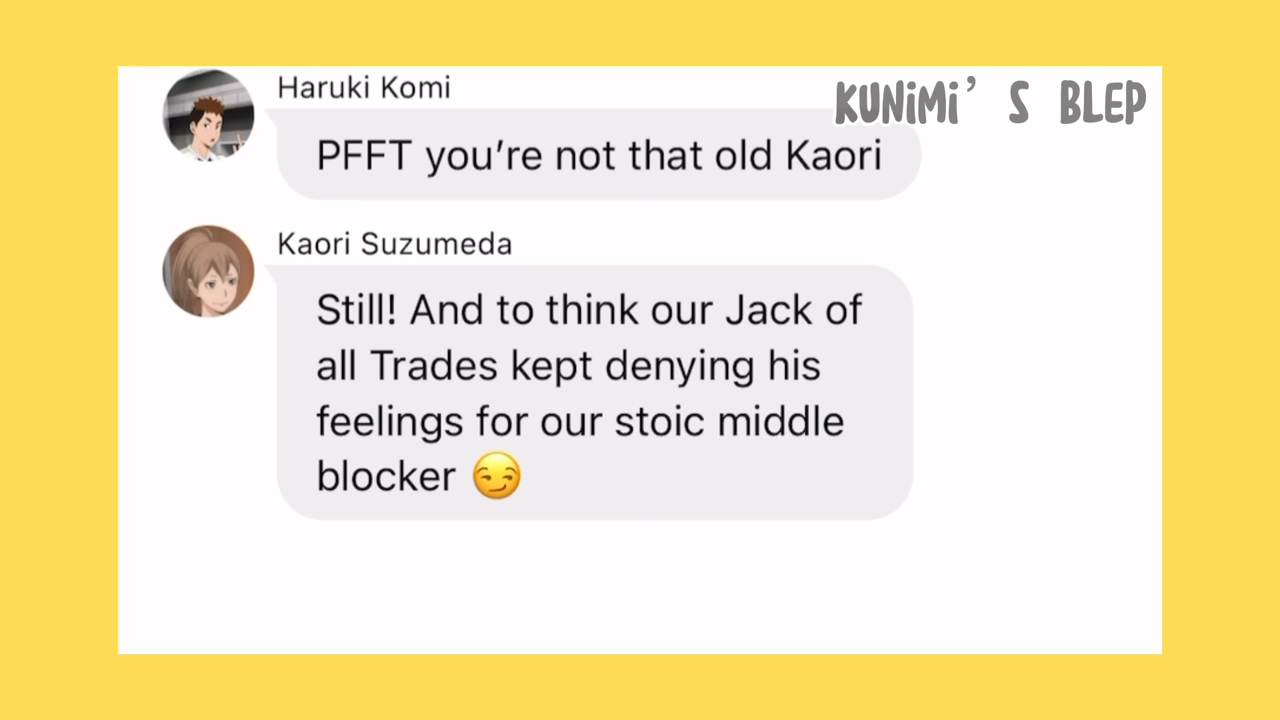 Haruki Komi
KUNiMi’S BLEP
PFFT you’re not that old Kaori
Kaori Suzumeda
Still! And to think our Jack of
all Trades kept denying his
feelings for our stoic middle
blocker 😏